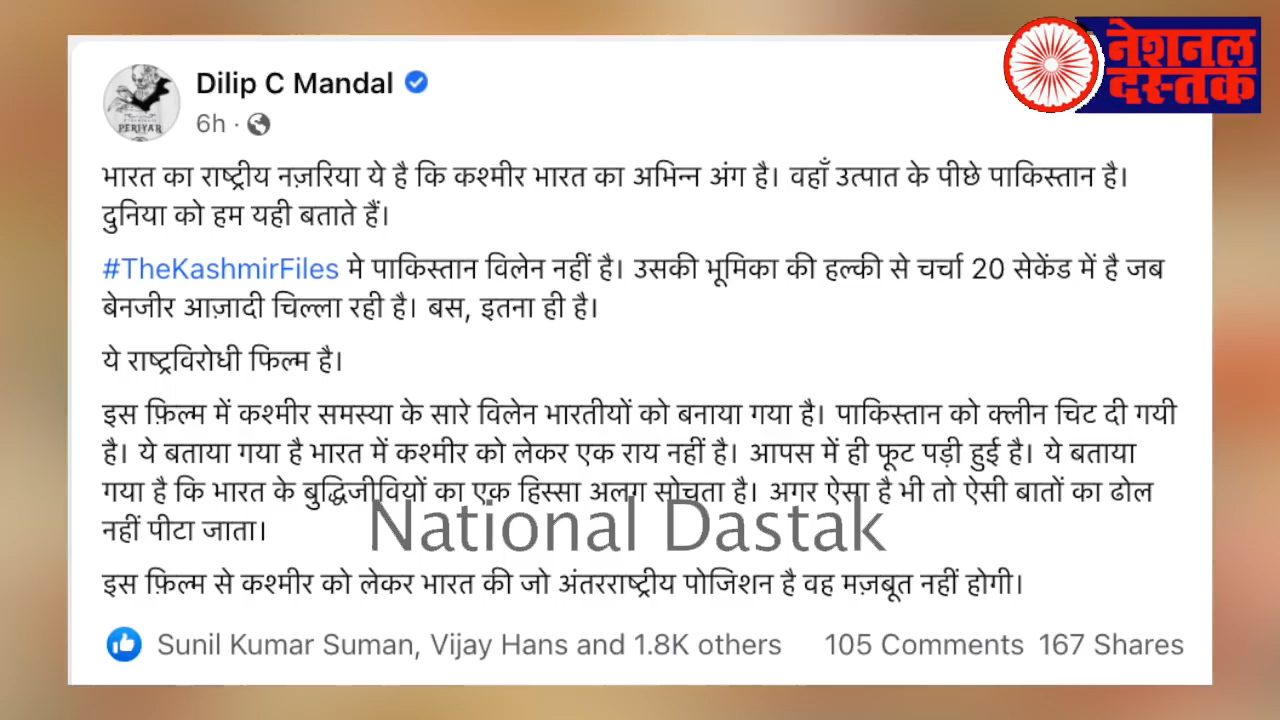 नेशनल
दस्तक
Dilip C Mandal
PERIYAR
6h ·
भारत का राष्ट्रीय नज़रिया ये है कि कश्मीर भारत का अभिन्न अंग है। वहाँ उत्पात के पीछे पाकिस्तान है।
दुनिया को हम यही बताते हैं।
#TheKashmirFiles मे पाकिस्तान विलेन नहीं है। उसकी भूमिका की हल्की से चर्चा 20 सेकेंड में है जब
बेनजीर आज़ादी चिल्ला रही है। बस, इतना ही है।
ये राष्ट्रविरोधी फिल्म है।
इस फ़िल्म में कश्मीर समस्या के सारे विलेन भारतीयों को बनाया गया है। पाकिस्तान को क्लीन चिट दी गयी
है। ये बताया गया है भारत में कश्मीर को लेकर एक राय नहीं है। आपस में ही फूट पड़ी हुई है। ये बताया
गया है कि भारत के बुद्धिजीवियों का एक हिस्सा अलग सोचता है। अगर ऐसा है भी तो ऐसी बातों का ढोल
नहीं पीटा जाता।
National Dastak
इस फ़िल्म से कश्मीर को लेकर भारत की जो अंतरराष्ट्रीय पोजिशन है वह मज़बूत नहीं होगी।
Sunil Kumar Suman, Vijay Hans and 1.8K others 105 Comments 167 Shares